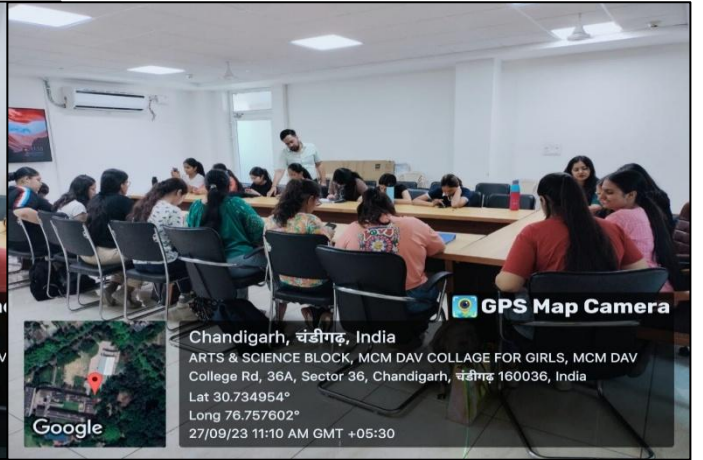 GPS Map Camera
Chandigarh, चंडीगढ़, India
ARTS & SCIENCE BLOCK, MCM DAV COLLAGE FOR GIRLS, MCM DAV
College Rd, 36A, Sector 36, Chandigarh, चंडीगढ़ 160036, India
Lat 30.734954°
Long 76.757602°
27/09/23 11:10 AM GMT +05:30
Google